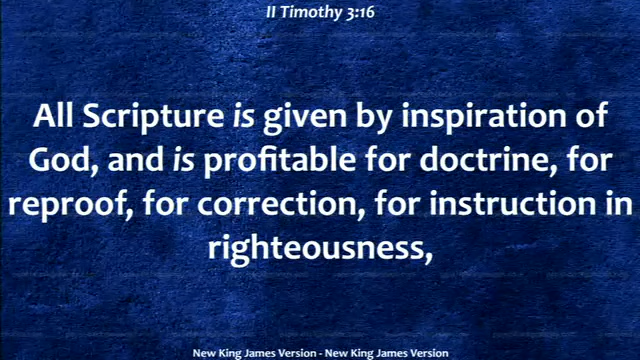 II Timothy 3:16
All Scripture is given by inspiration of
God, and is profitable for doctrine, for
reproof, for correction, for instruction in
righteousness,
New King James Version - New King James Version